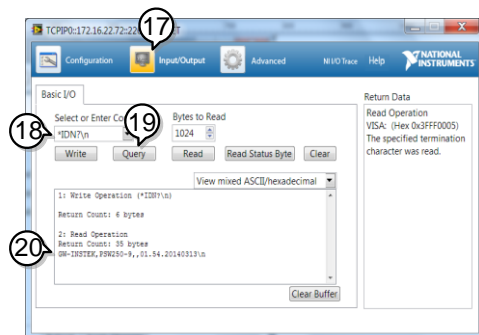 TCPIP0::172.16.22.72::22
ET
17
Configuration
Input/Output
Advanced
NI I/O Trace
Help
NATIONAL
INSTRUMENTS
Basic I/O
Select or Enter Co
Bytes to Read
18
*IDN?\n
19
1024
Write
Query
Read
Read Status Byte
Clear
View mixed ASCII/hexadecimal
1: Write Operation (*IDN?\n)
Return Count: 6 bytes
2: Read Operation
20
Return Count: 35 bytes
GW-INSTEK,PSW250-9,,01.54.20140313\n
Clear Buffer
Return Data
Read Operation
VISA: (Hex 0x3FFF0005)
The specified termination
character was read.